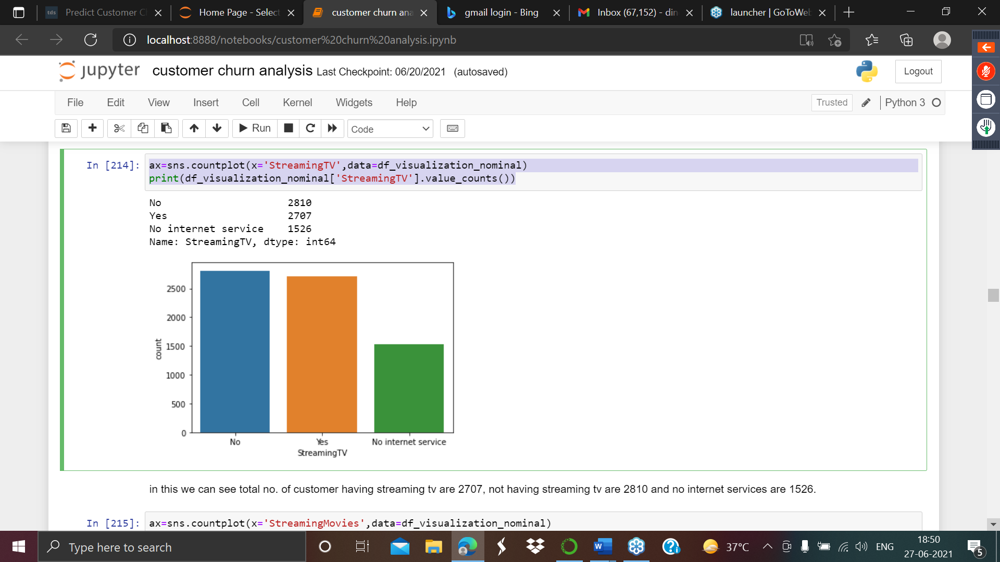 tds Predict Customer C
Home Page - Select
customer churn ana
gmail login - Bing
Inbox (67,152) - din
launcher | GoToWeb
localhost:8888/notebooks/customer%20churn%20analysis.ipynb
jupyter customer churn analysis Last Checkpoint: 06/20/2021 (autosaved)
Logout
File Edit View Insert Cell Kernel Widgets Help
Trusted
Python 3
Run
Code
In [214]: ax=sns.countplot(x='StreamingTV',data=df_visualization_nominal)
print(df_visualization_nominal['StreamingTV'].value_counts())
No 2810
Yes 2707
No internet service 1526
Name: StreamingTV, dtype: int64
2500
2000
1500
1000
500
0
count
No Yes No internet service
StreamingTV
in this we can see total no. of customer having streaming tv are 2707, not having streaming tv are 2810 and no internet services are 1526.
In [215]: ax=sns.countplot(x='StreamingMovies',data=df_visualization_nominal)
Type here to search
W
37°C
ENG
18:50
27-06-2021
5